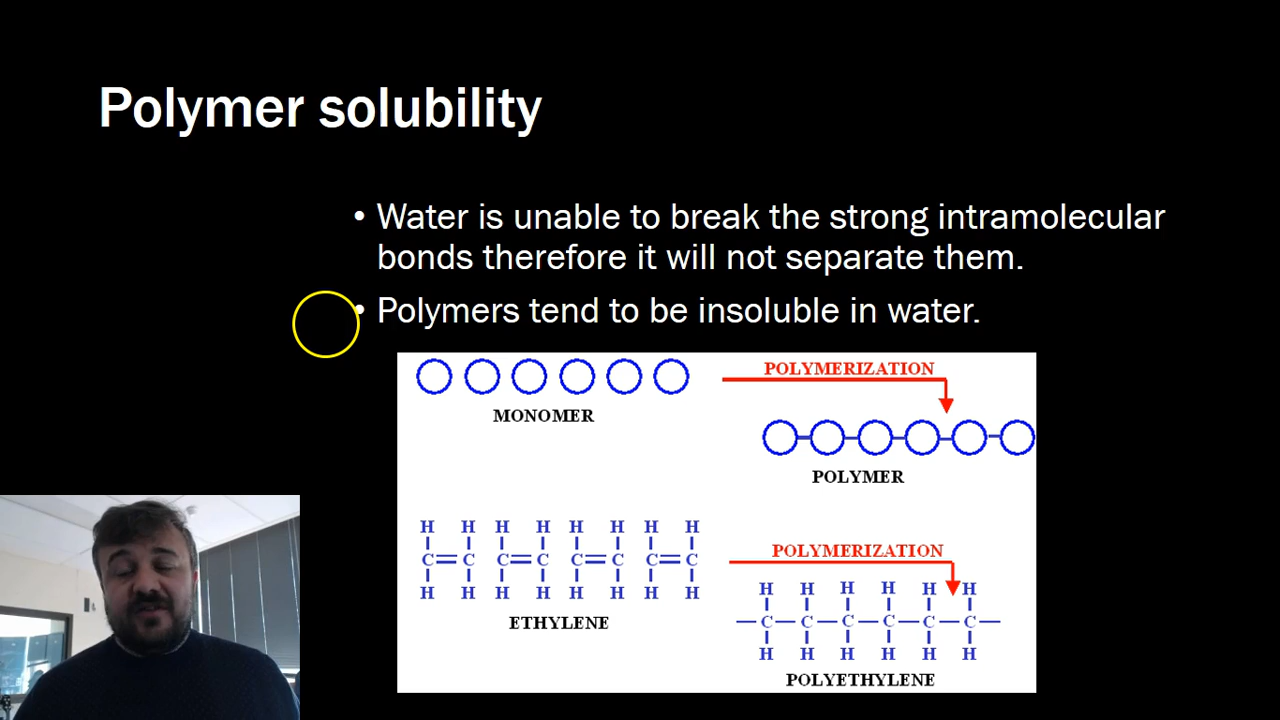 Polymer solubility
• Water is unable to break the strong intramolecular
bonds therefore it will not separate them.
• Polymers tend to be insoluble in water.
POLYMERIZATION
MONOMER
POLYMER
H H H H H H H H
C=C C=C C=C C=C
H H H H H H H H
ETHYLENE
POLYMERIZATION
H H H H H H
—C—C—C—C—C—C—
H H H H H H
POLYETHYLENE